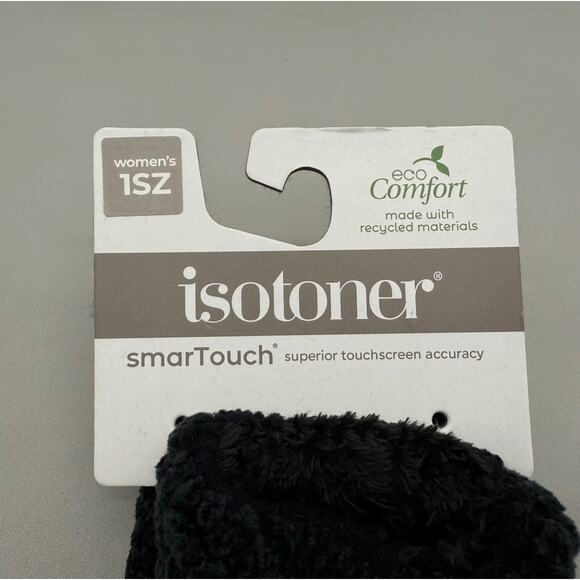 women's
1SZ
eco
Comfort
made with
recycled materials
isotoner®
smarTouch® superior touchscreen accuracy